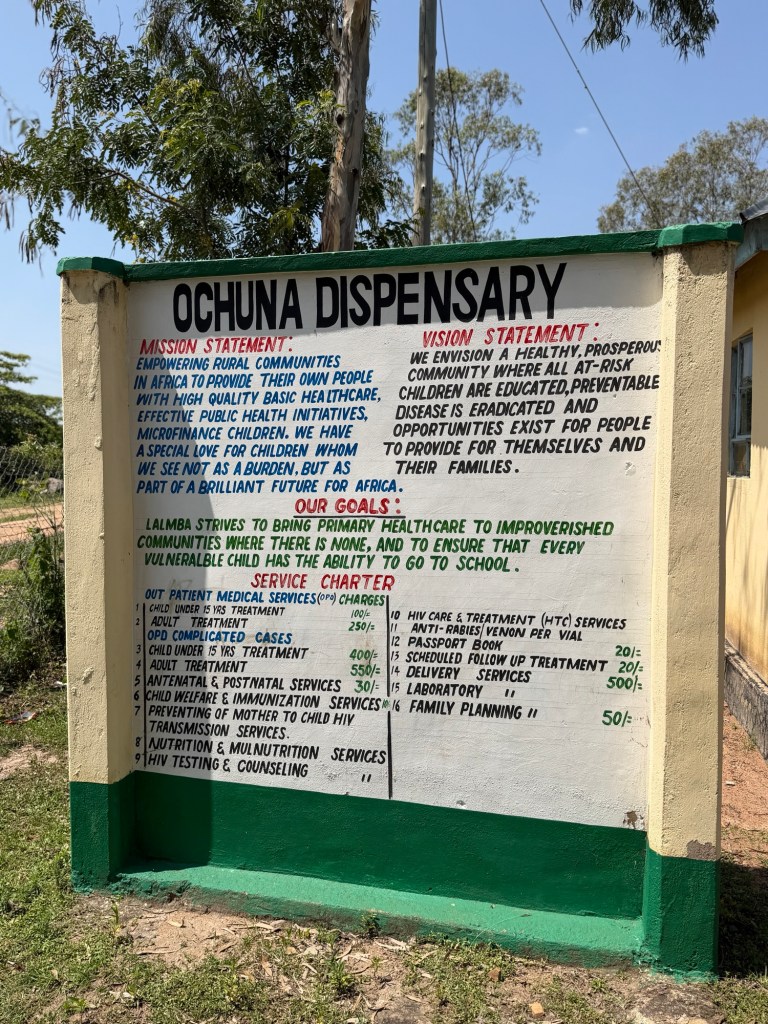 OCHUNA DISPENSARY
MISSION STATEMENT:
EMPOWERING RURAL COMMUNITIES
IN AFRICA TO PROVIDE THEIR OWN PEOPLE
WITH HIGH QUALITY BASIC HEALTHCARE,
EFFECTIVE PUBLIC HEALTH INITIATIVES,
MICROFINANCE CHILDREN. WE HAVE
A SPECIAL LOVE FOR CHILDREN WHOM
WE SEE NOT AS A BURDEN, BUT AS
PART OF A BRILLIANT FUTURE FOR AFRICA.
VISION STATEMENT:
WE ENVISION A HEALTHY, PROSPEROUS
COMMUNITY WHERE ALL AT-RISK
CHILDREN ARE EDUCATED, PREVENTABLE
DISEASE IS ERADICATED AND
OPPORTUNITIES EXIST FOR PEOPLE
TO PROVIDE FOR THEMSELVES AND
THEIR FAMILIES.
OUR GOALS:
LALMBA STRIVES TO BRING PRIMARY HEALTHCARE TO IMPROVERISHED
COMMUNITIES WHERE THERE IS NONE, AND TO ENSURE THAT EVERY
VULNERALBLE CHILD HAS THE ABILITY TO GO TO SCHOOL.
SERVICE CHARTER
OUT PATIENT MEDICAL SERVICES (OPD) CHARGES
1 CHILD UNDER 15 YRS TREATMENT 100/=
2 ADULT TREATMENT 250/=
OPD COMPLICATED CASES
3 CHILD UNDER 15 YRS TREATMENT 400/=
4 ADULT TREATMENT 550/=
5 ANTENATAL & POSTNATAL SERVICES 30/=
6 CHILD WELFARE & IMMUNIZATION SERVICES
7 PREVENTING OF MOTHER TO CHILD HIV
TRANSMISSION SERVICES.
8 NUTRITION & MULNUTRITION SERVICES
9 HIV TESTING & COUNSELING "
10 HIV CARE & TREATMENT (HTC) SERVICES
11 ANTI-RABIES/VENON PER VIAL
12 PASSPORT BOOK 20/=
13 SCHEDULED FOLLOW UP TREATMENT 20/=
14 DELIVERY SERVICES 500/=
15 LABORATORY "
16 FAMILY PLANNING " 50/=